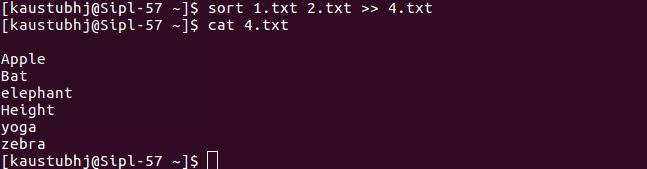 [kaustubhj@Sipl-57 ~]$ sort 1.txt 2.txt >> 4.txt
[kaustubhj@Sipl-57 ~]$ cat 4.txt

Apple
Bat
elephant
Height
yoga
zebra
[kaustubhj@Sipl-57 ~]$